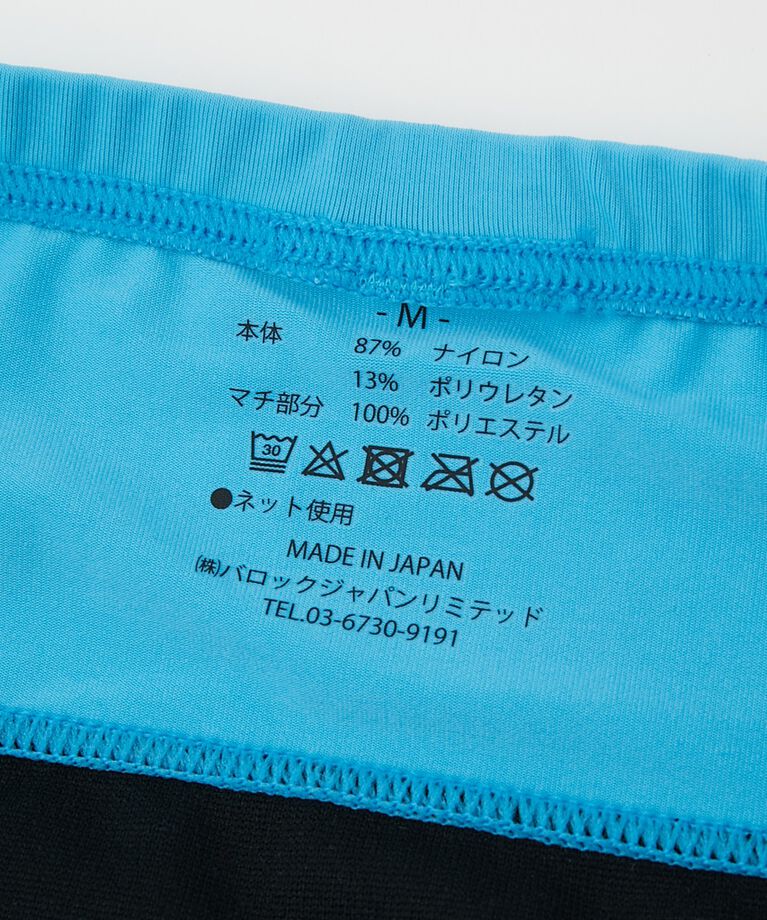 - M -
本体 87% ナイロン
13% ポリウレタン
マチ部分 100% ポリエステル
30
●ネット使用
MADE IN JAPAN
㈱バロックジャパンリミテッド
TEL.03-6730-9191